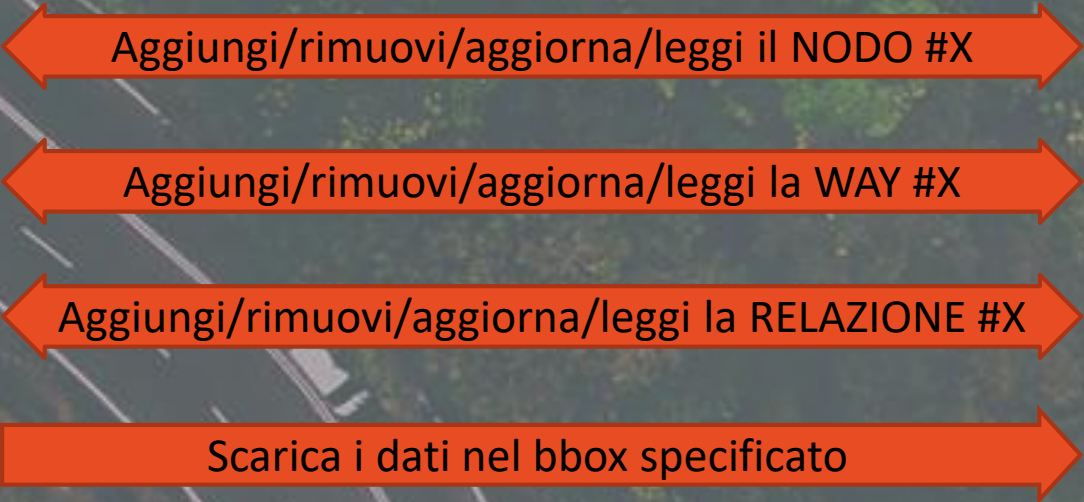 Aggiungi/rimuovi/aggiorna/leggi il NODO #X
Aggiungi/rimuovi/aggiorna/leggi la WAY #X
Aggiungi/rimuovi/aggiorna/leggi la RELAZIONE #X
Scarica i dati nel bbox specificato